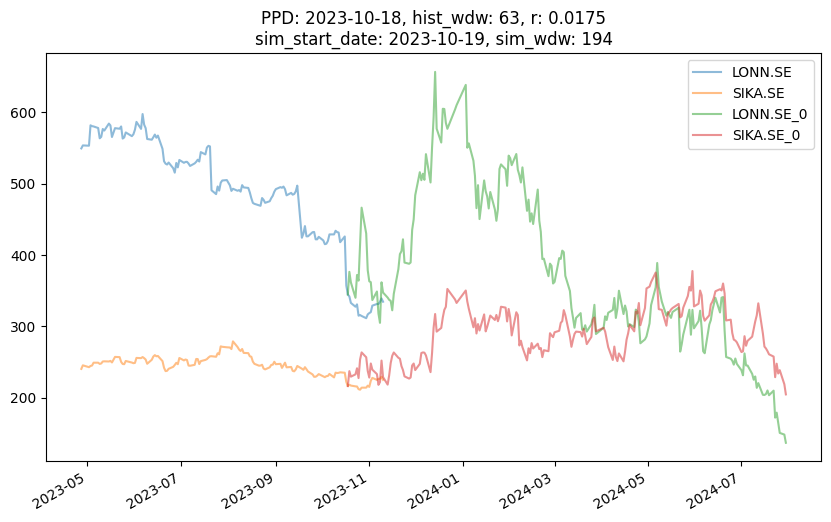 PPD: 2023-10-18, hist_wdw: 63, r: 0.0175
sim_start_date: 2023-10-19, sim_wdw: 194
LONN.SE
SIKA.SE
LONN.SE_0
SIKA.SE_0
600
500
400
300
200
2023-05
2023-07
2023-09
2023-11
2024-01
2024-03
2024-05
2024-07